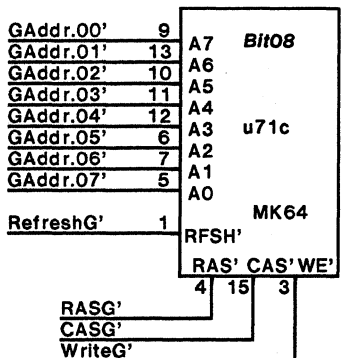 GAddr.00' 9 A7 Bit08
GAddr.01' 13 A6
GAddr.02' 10 A5
GAddr.03' 11 A4
GAddr.04' 12 A3 u71c
GAddr.05' 6 A2
GAddr.06' 7 A1
GAddr.07' 5 A0
MK64
RefreshG' 1 RFSH'
RAS' CAS' WE'
4 15 3
RASG'
CASG'
WriteG'